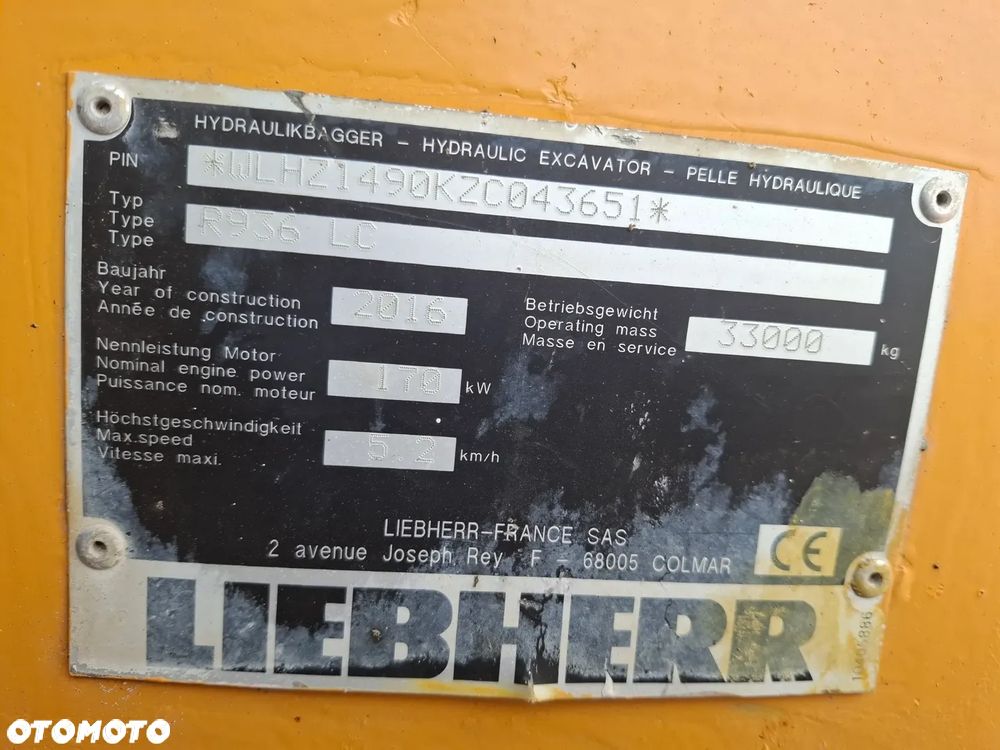 HYDRAULIKBAGGER - HYDRAULIC EXCAVATOR - PELLE HYDRAULIQUE
PIN *WLHZ1490KZC043651*
Typ
Type R936 LC
Type
Baujahr
Year of construction 2016
Année de construction
Betriebsgewicht
Operating mass 33000 kg
Masse en service
Nennleistung Motor
Nominal engine power 170 kW
Puissance nom. moteur
Höchstgeschwindigkeit
Max.speed 5.2 km/h
Vitesse maxi.
LIEBHERR-FRANCE SAS
2 avenue Joseph Rey F - 68005 COLMAR
CE
LIEBHERR
OTOMOTO